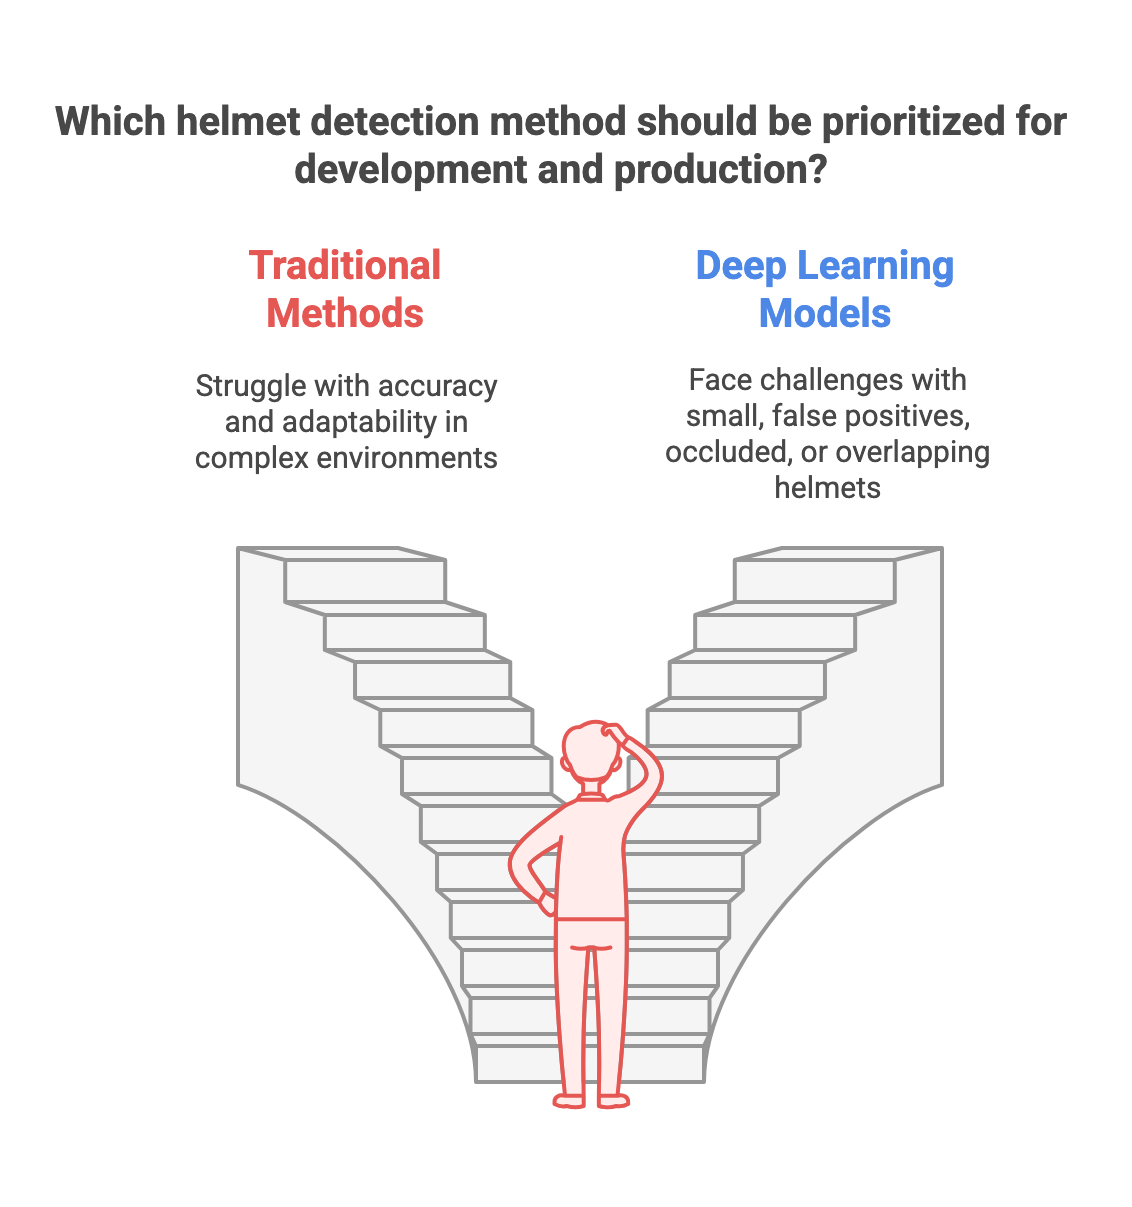 Which helmet detection method should be prioritized for
development and production?
Traditional
Methods
Struggle with accuracy
and adaptability in
complex environments
Deep Learning
Models
Face challenges with
small, false positives,
occluded, or overlapping
helmets